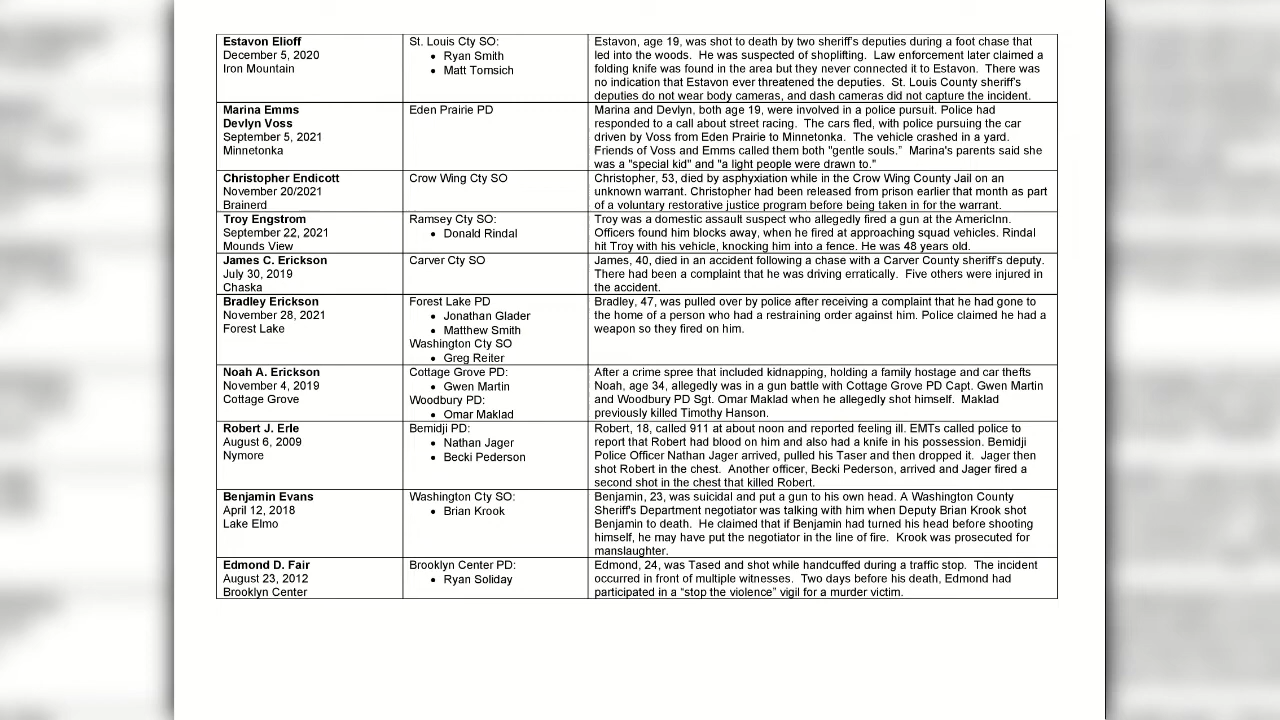 Estavon Elioff
December 5, 2020
Iron Mountain
St. Louis Cty SO:
• Ryan Smith
• Matt Tomsich
Estavon, age 19, was shot to death by two sheriff's deputies during a foot chase that
led into the woods.  He was suspected of shoplifting.  Law enforcement later claimed a
folding knife was found in the area but they never connected it to Estavon.  There was
no indication that Estavon ever threatened the deputies.  St. Louis County sheriff's
deputies do not wear body cameras, and dash cameras did not capture the incident.
Marina Emms
Devlyn Voss
September 5, 2021
Minnetonka
Eden Prairie PD
Marina and Devlyn, both age 19, were involved in a police pursuit. Police had
responded to a call about street racing.  The cars fled, with police pursuing the car
driven by Voss from Eden Prairie to Minnetonka.  The vehicle crashed in a yard.
Friends of Voss and Emms called them both "gentle souls."  Marina's parents said she
was a "special kid" and "a light people were drawn to."
Christopher Endicott
November 20/2021
Brainerd
Crow Wing Cty SO
Christopher, 53, died by asphyxiation while in the Crow Wing County Jail on an
unknown warrant. Christopher had been released from prison earlier that month as part
of a voluntary restorative justice program before being taken in for the warrant.
Troy Engstrom
September 22, 2021
Mounds View
Ramsey Cty SO:
• Donald Rindal
Troy was a domestic assault suspect who allegedly fired a gun at the AmericInn.
Officers found him blocks away, when he fired at approaching squad vehicles. Rindal
hit Troy with his vehicle, knocking him into a fence. He was 48 years old.
James C. Erickson
July 30, 2019
Chaska
Carver Cty SO
James, 40, died in an accident following a chase with a Carver County sheriff's deputy.
There had been a complaint that he was driving erratically.  Five others were injured in
the accident.
Bradley Erickson
November 28, 2021
Forest Lake
Forest Lake PD
• Jonathan Glader
• Matthew Smith
Washington Cty SO
• Greg Reiter
Bradley, 47, was pulled over by police after receiving a complaint that he had gone to
the home of a person who had a restraining order against him. Police claimed he had a
weapon so they fired on him.
Noah A. Erickson
November 4, 2019
Cottage Grove
Cottage Grove PD:
• Gwen Martin
Woodbury PD:
• Omar Maklad
After a crime spree that included kidnapping, holding a family hostage and car thefts
Noah, age 34, allegedly was in a gun battle with Cottage Grove PD Capt. Gwen Martin
and Woodbury PD Sgt. Omar Maklad when he allegedly shot himself.  Maklad
previously killed Timothy Hanson.
Robert J. Erle
August 6, 2009
Nymore
Bemidji PD:
• Nathan Jager
• Becki Pederson
Robert, 18, called 911 at about noon and reported feeling ill. EMTs called police to
report that Robert had blood on him and also had a knife in his possession. Bemidji
Police Officer Nathan Jager arrived, pulled his Taser and then dropped it.  Jager then
shot Robert in the chest.  Another officer, Becki Pederson, arrived and Jager fired a
second shot in the chest that killed Robert.
Benjamin Evans
April 12, 2018
Lake Elmo
Washington Cty SO:
• Brian Krook
Benjamin, 23, was suicidal and put a gun to his own head. A Washington County
Sheriff's Department negotiator was talking with him when Deputy Brian Krook shot
Benjamin to death.  He claimed that if Benjamin had turned his head before shooting
himself, he may have put the negotiator in the line of fire.  Krook was prosecuted for
manslaughter.
Edmond D. Fair
August 23, 2012
Brooklyn Center
Brooklyn Center PD:
• Ryan Soliday
Edmond, 24, was Tased and shot while handcuffed during a traffic stop.  The incident
occurred in front of multiple witnesses.  Two days before his death, Edmond had
participated in a "stop the violence" vigil for a murder victim.